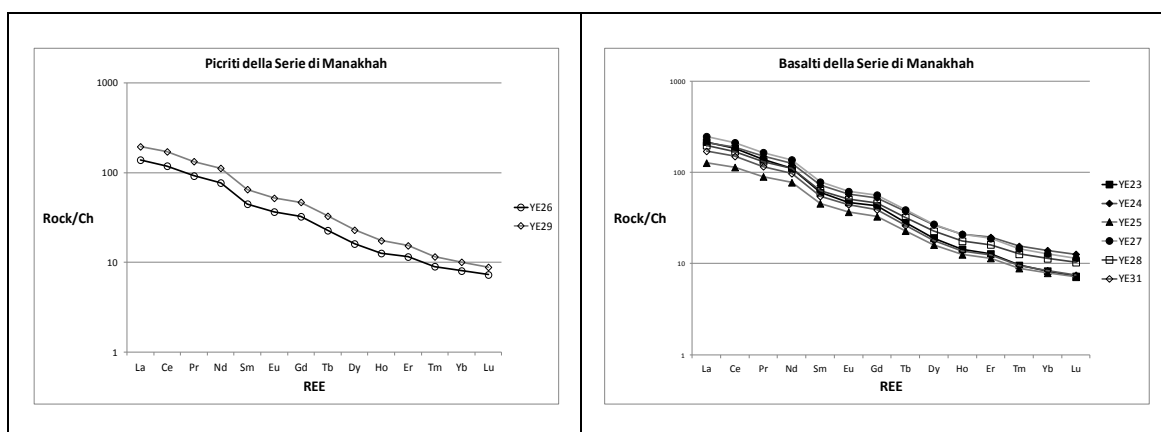 Picriti della Serie di Manakhah
1000
100
10
1
Rock/Ch
La Ce Pr Nd Sm Eu Gd Tb Dy Ho Er Tm Yb Lu
REE
YE26
YE29
Basalti della Serie di Manakhah
1000
100
10
1
Rock/Ch
La Ce Pr Nd Sm Eu Gd Tb Dy Ho Er Tm Yb Lu
REE
YE23
YE24
YE25
YE27
YE28
YE31